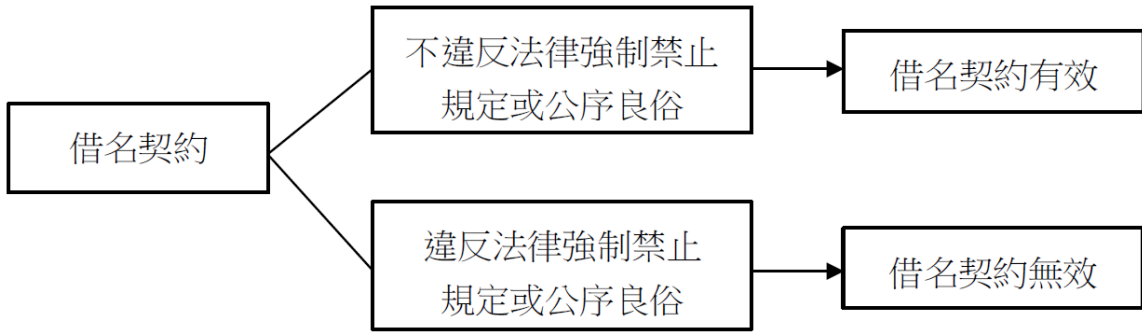 借名契約
不違反法律強制禁止
規定或公序良俗
借名契約有效
違反法律強制禁止
規定或公序良俗
借名契約無效